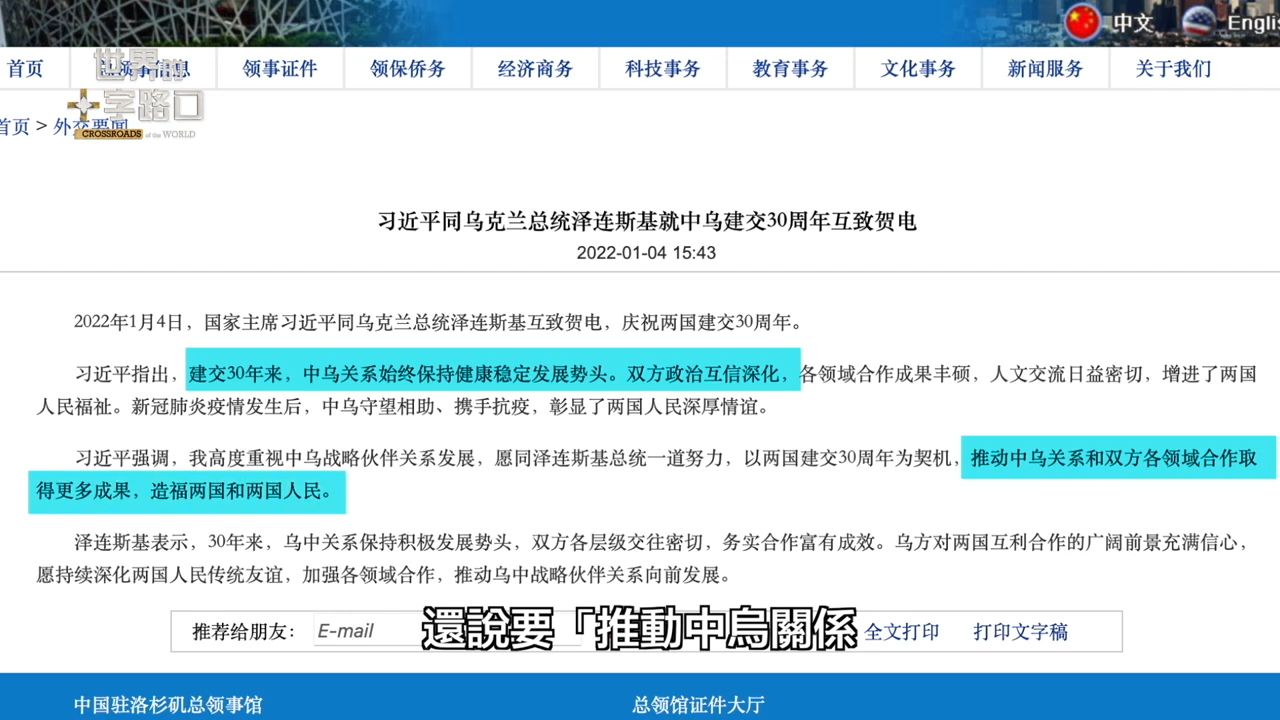 中文
Englis
首页
领事证件
领保侨务
经济商务
科技事务
教育事务
文化事务
新闻服务
关于我们
世界的
十字路口
CROSSROADS of the WORLD
首页 > 外交要闻
习近平同乌克兰总统泽连斯基就中乌建交30周年互致贺电
2022-01-04 15:43
2022年1月4日，国家主席习近平同乌克兰总统泽连斯基互致贺电，庆祝两国建交30周年。
习近平指出，建交30年来，中乌关系始终保持健康稳定发展势头。双方政治互信深化，各领域合作成果丰硕，人文交流日益密切，增进了两国
人民福祉。新冠肺炎疫情发生后，中乌守望相助、携手抗疫，彰显了两国人民深厚情谊。
习近平强调，我高度重视中乌战略伙伴关系发展，愿同泽连斯基总统一道努力，以两国建交30周年为契机，推动中乌关系和双方各领域合作取
得更多成果，造福两国和两国人民。
泽连斯基表示，30年来，乌中关系保持积极发展势头，双方各层级交往密切，务实合作富有成效。乌方对两国互利合作的广阔前景充满信心，
愿持续深化两国人民传统友谊，加强各领域合作，推动乌中战略伙伴关系向前发展。
推荐给朋友： E-mail 全文打印 打印文字稿
還說要「推動中烏關係
中国驻洛杉矶总领事馆 总领馆证件大厅